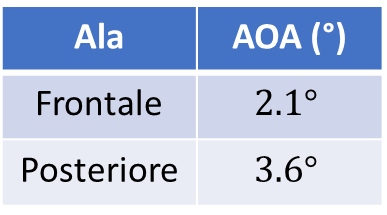 Ala AOA (°)
Frontale 2.1°
Posteriore 3.6°